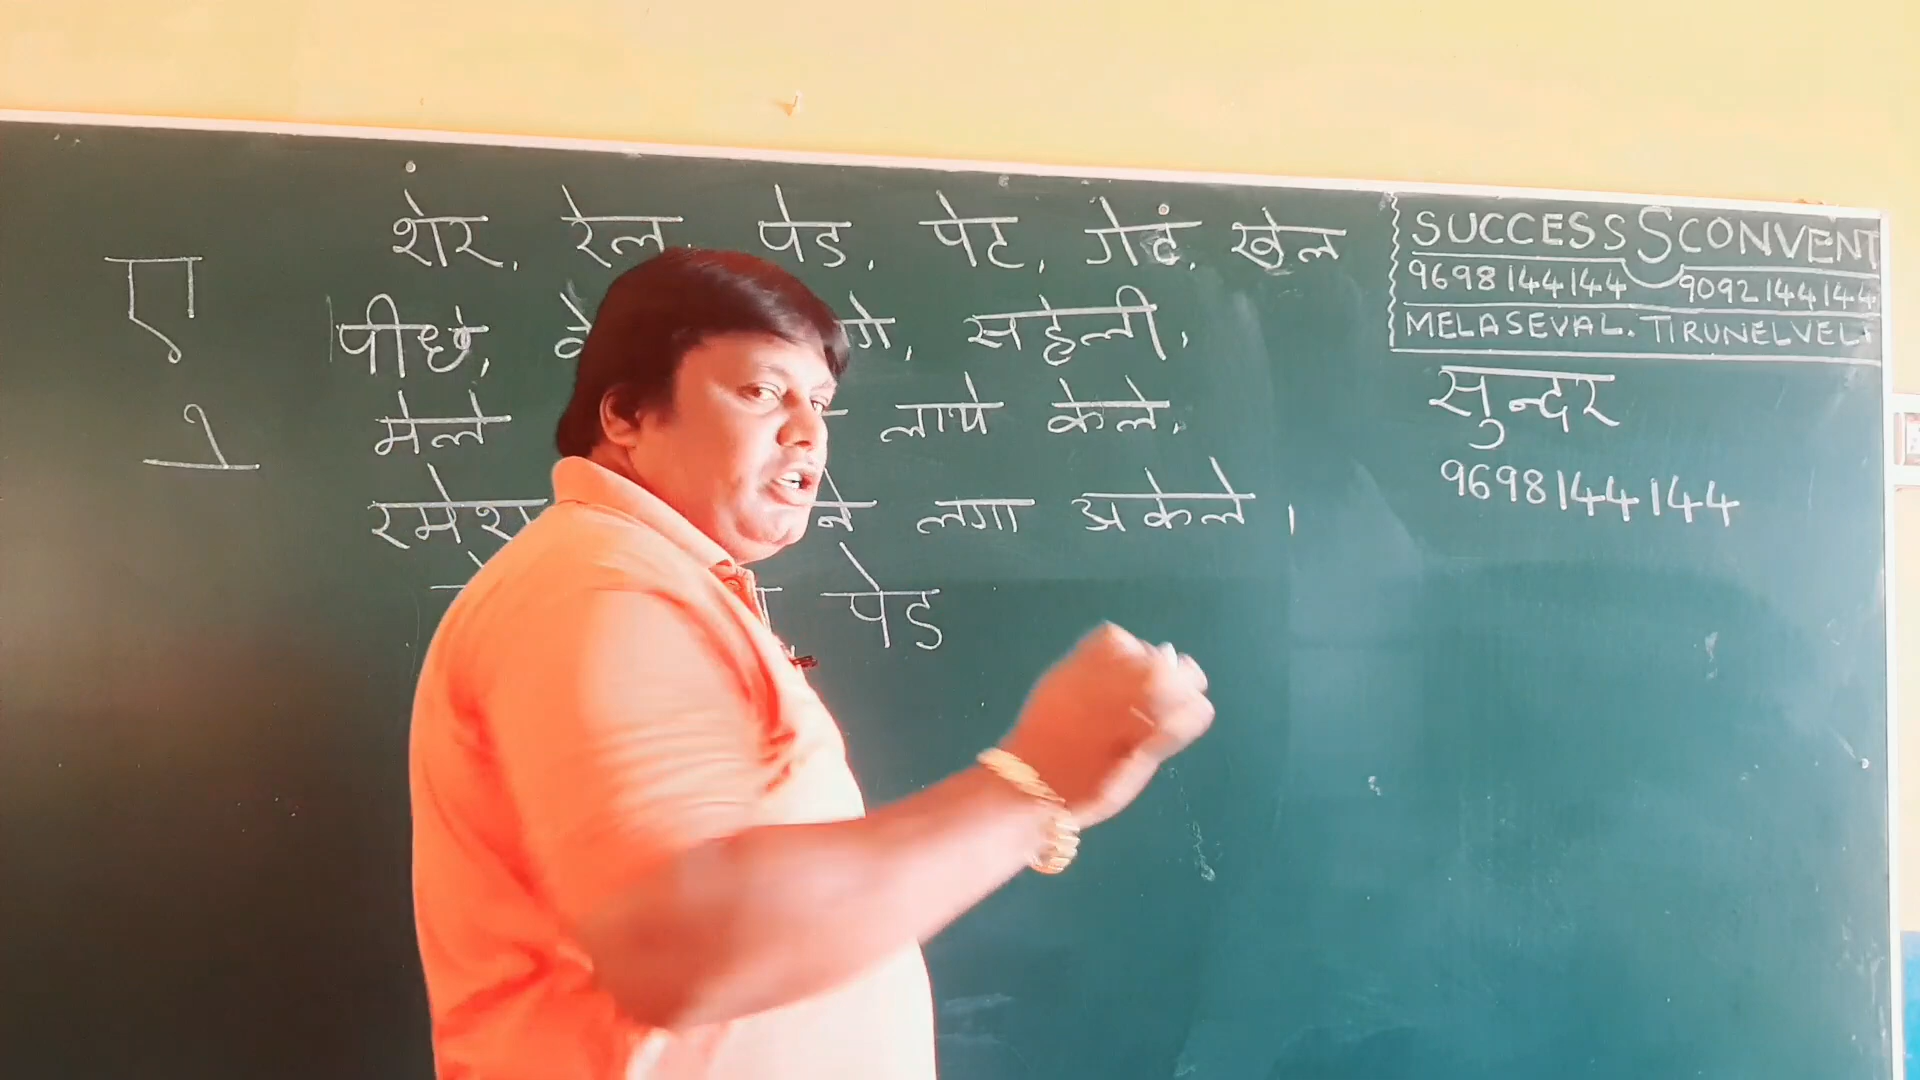 शेर, रेल, पेड, पेट, गेंद, खेल
ए
पीछे, गे, सहेली,
मेले लाये केले,
रमेश ने लगा अकेले ।
पेड
SUCCESS S CONVENT
9698144144 9092144144
MELASEVAL. TIRUNELVELI
सुन्दर
9698144144